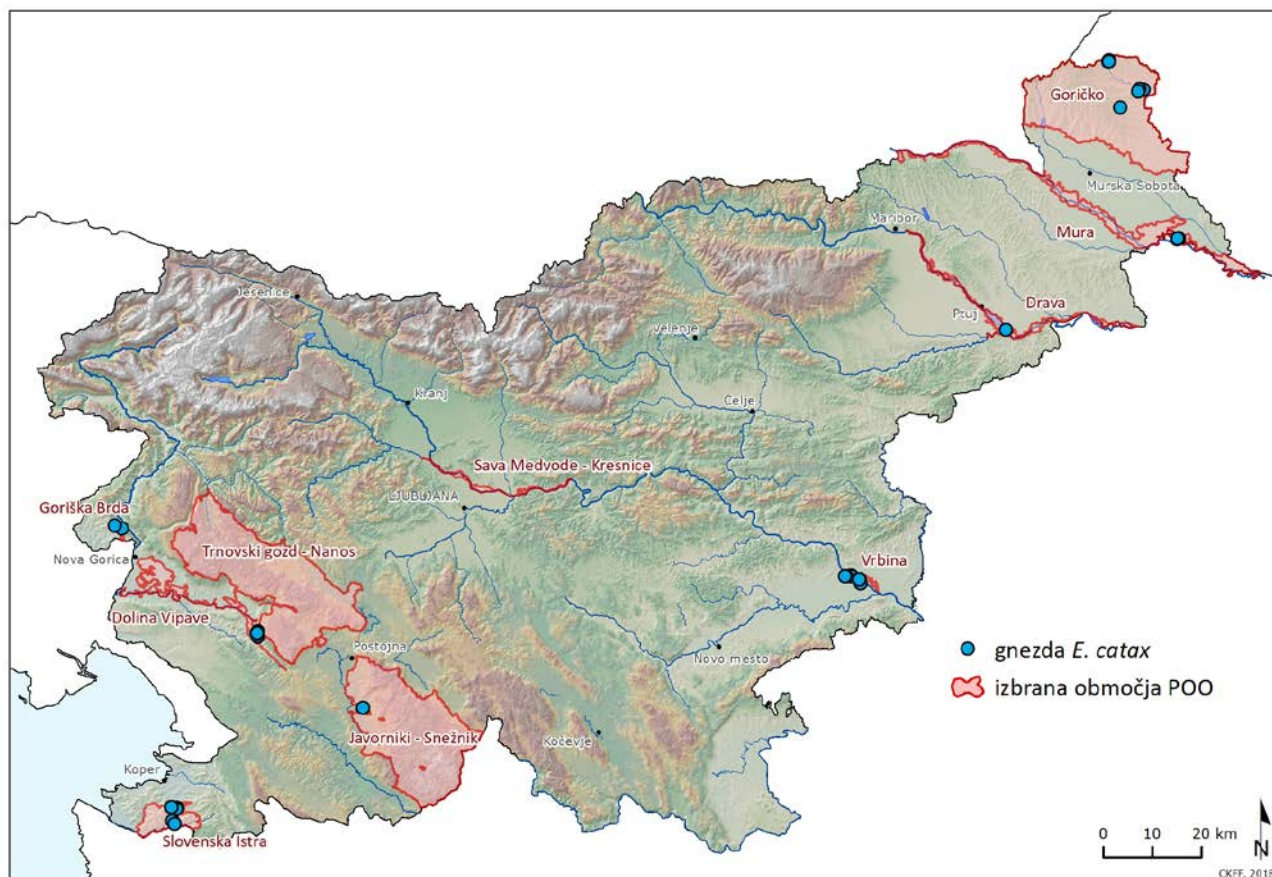 Goričko
Murska Sobota
Maribor
Mura
Jesenice
Drava
Ptuj
Velenje
Kranj
Celje
Sava Medvode - Kresnice
LJUBLJANA
Goriška Brda
Trnovski gozd - Nanos
Nova Gorica
Vrbina
Dolina Vipave
Postojna
Novo mesto
gnezda E. catax
izbrana območja POO
Javorniki - Snežnik
Kočevje
Koper
Slovenska Istra
0 10 20 km
N
CKFF, 2018